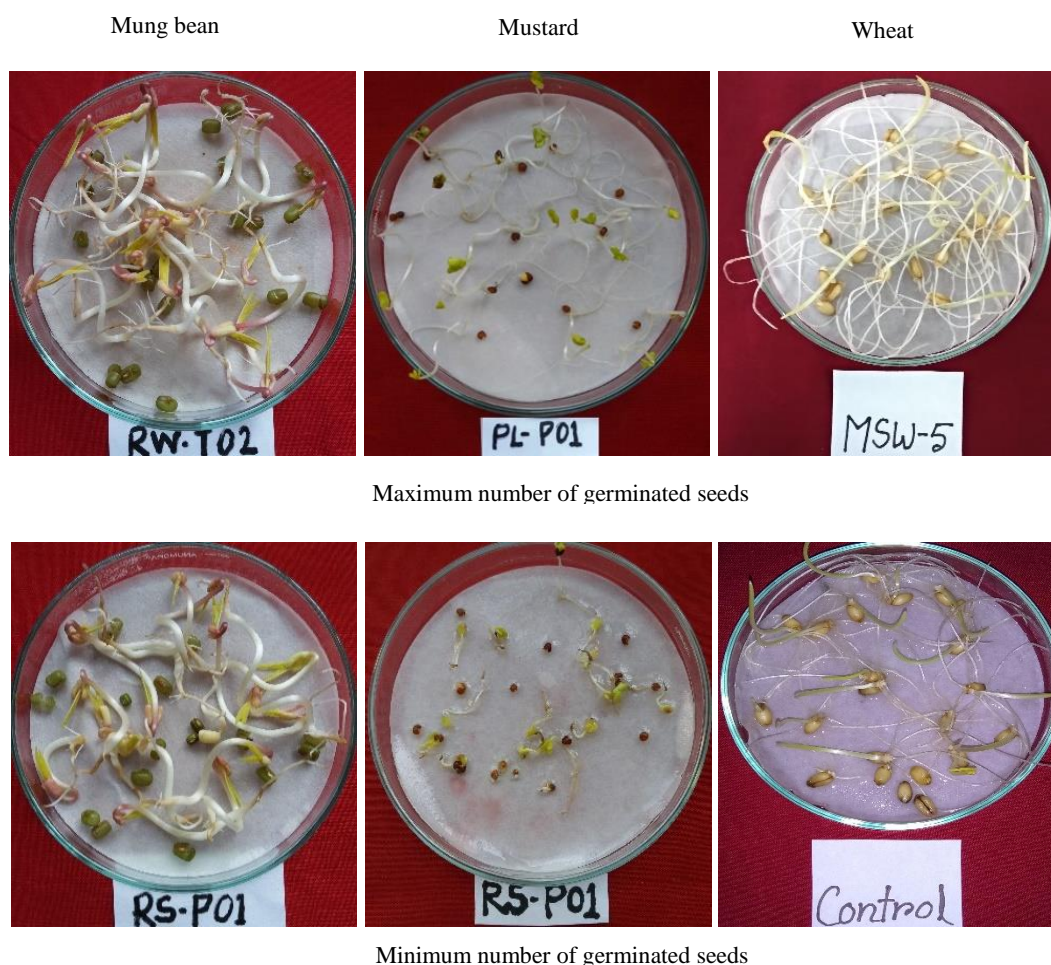 Mung bean
Mustard
Wheat
RW-T02
PL-P01
MSW-5
Maximum number of germinated seeds
RS-P01
RS-P01
Control
Minimum number of germinated seeds